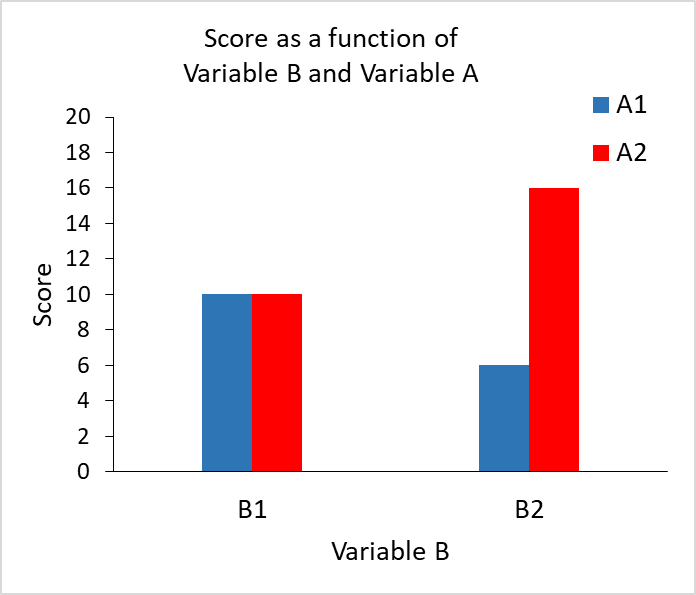 Score as a function of
Variable B and Variable A
A1
A2
20
18
16
14
12
10
8
6
4
2
0
Score
B1
B2
Variable B